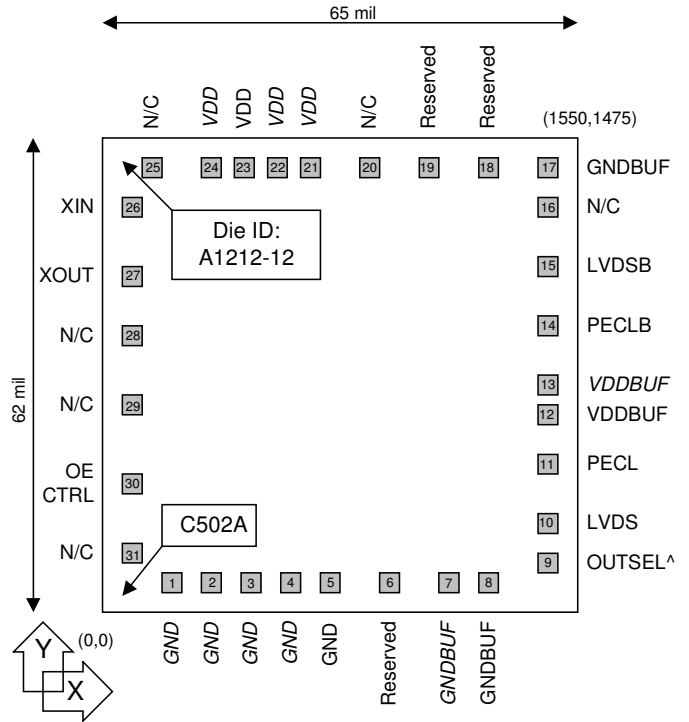 65 mil
N/C
VDD
VDD
VDD
VDD
N/C
Reserved
Reserved
(1550,1475)
25
24
23
22
21
20
19
18
17
GNDBUF
XIN
26
16
N/C
Die ID:
A1212-12
XOUT
27
15
LVDSB
N/C
28
14
PECLB
62 mil
N/C
29
13
VDDBUF
12
VDDBUF
OE
CTRL
30
11
PECL
C502A
10
LVDS
N/C
31
9
OUTSEL^
1
2
3
4
5
6
7
8
Y
(0,0)
X
GND
GND
GND
GND
GND
Reserved
GNDBUF
GNDBUF